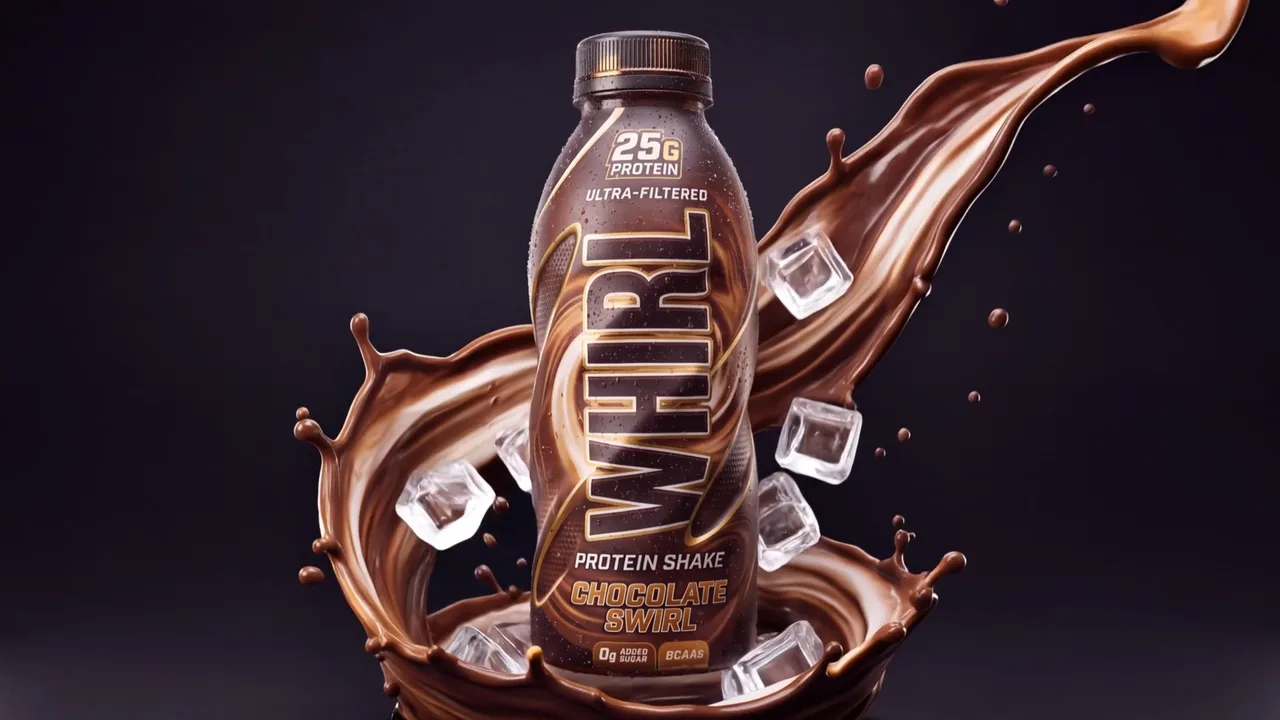 25G
PROTEIN
ULTRA-FILTERED
WHIRL
PROTEIN SHAKE
CHOCOLATE
SWIRL
0g ADDED SUGAR
BCAAS